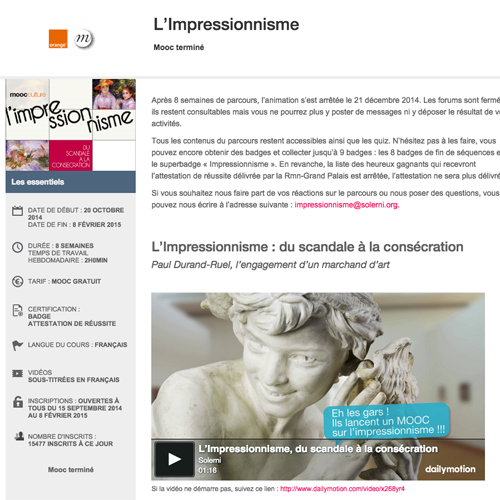 L'Impressionnisme
orange
m
Mooc terminé
mooc culture
l'impressionnisme
DU SCANDALE À LA CONSÉCRATION
Les essentiels
DATE DE DÉBUT : 20 OCTOBRE
2014
DATE DE FIN : 8 FÉVRIER 2015
DURÉE : 8 SEMAINES
TEMPS DE TRAVAIL
HEBDOMADAIRE : 2H0MIN
TARIF : MOOC GRATUIT
CERTIFICATION :
BADGE
ATTESTATION DE RÉUSSITE
LANGUE DU COURS : FRANÇAIS
VIDÉOS
SOUS-TITRÉES EN FRANÇAIS
INSCRIPTIONS : OUVERTES À
TOUS DU 15 SEPTEMBRE 2014
AU 8 FÉVRIER 2015
NOMBRE D'INSCRITS :
15477 INSCRITS À CE JOUR
Mooc terminé
Après 8 semaines de parcours, l'animation s'est arrêtée le 21 décembre 2014. Les forums sont fermé
ils restent consultables mais vous ne pourrez plus y poster de messages ni y déposer le résultat de v
activités.
Tous les contenus du parcours restent accessibles ainsi que les quiz. N'hésitez pas à les faire, vous
pouvez encore obtenir des badges et collecter jusqu'à 9 badges : les 8 badges de fin de séquences e
le superbadge « Impressionnisme ». En revanche, la liste des heureux gagnants qui recevront
l'attestation de réussite délivrée par la Rmn-Grand Palais est arrêtée, l'attestation ne sera plus délivré
Si vous souhaitez nous faire part de vos réactions sur le parcours ou nous poser des questions, vous
pouvez nous écrire à l'adresse suivante : impressionnisme@solerni.org.
L'Impressionnisme : du scandale à la consécration
Paul Durand-Ruel, l'engagement d'un marchand d'art
Eh les gars !
Ils lancent un MOOC
sur l'impressionnisme !!!
L'Impressionnisme, du scandale à la consécration
Solerni
01:16
dailymotion
Si la vidéo ne démarre pas, suivez ce lien : http://www.dailymotion.com/video/x268yr4